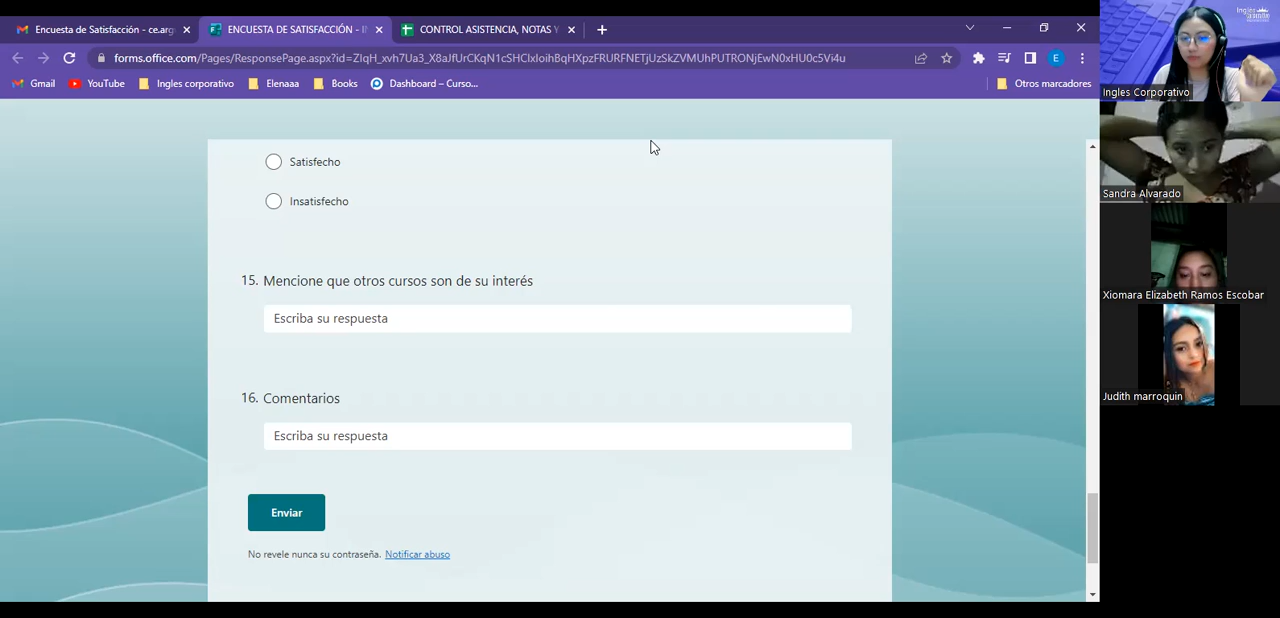 Encuesta de Satisfacción - ce.arg
ENCUESTA DE SATISFACCIÓN - I
CONTROL ASISTENCIA, NOTAS Y
forms.office.com/Pages/ResponsePage.aspx?id=ZIqH_xvh7Ua3_X8aJfUrCKqN1cSHCIxIoihBqHXpzFRURFNETjUzSkZVMUhPUTRONjEwN0xHU0c5Vi4u
E
Gmail
YouTube
Ingles corporativo
Elenaaa
Books
Dashboard – Curso...
Otros marcadores
Satisfecho
Insatisfecho
15. Mencione que otros cursos son de su interés
Escriba su respuesta
16. Comentarios
Escriba su respuesta
Enviar
No revele nunca su contraseña. Notificar abuso
Ingles Corporativo
Sandra Alvarado
Xiomara Elizabeth Ramos Escobar
Judith marroquin